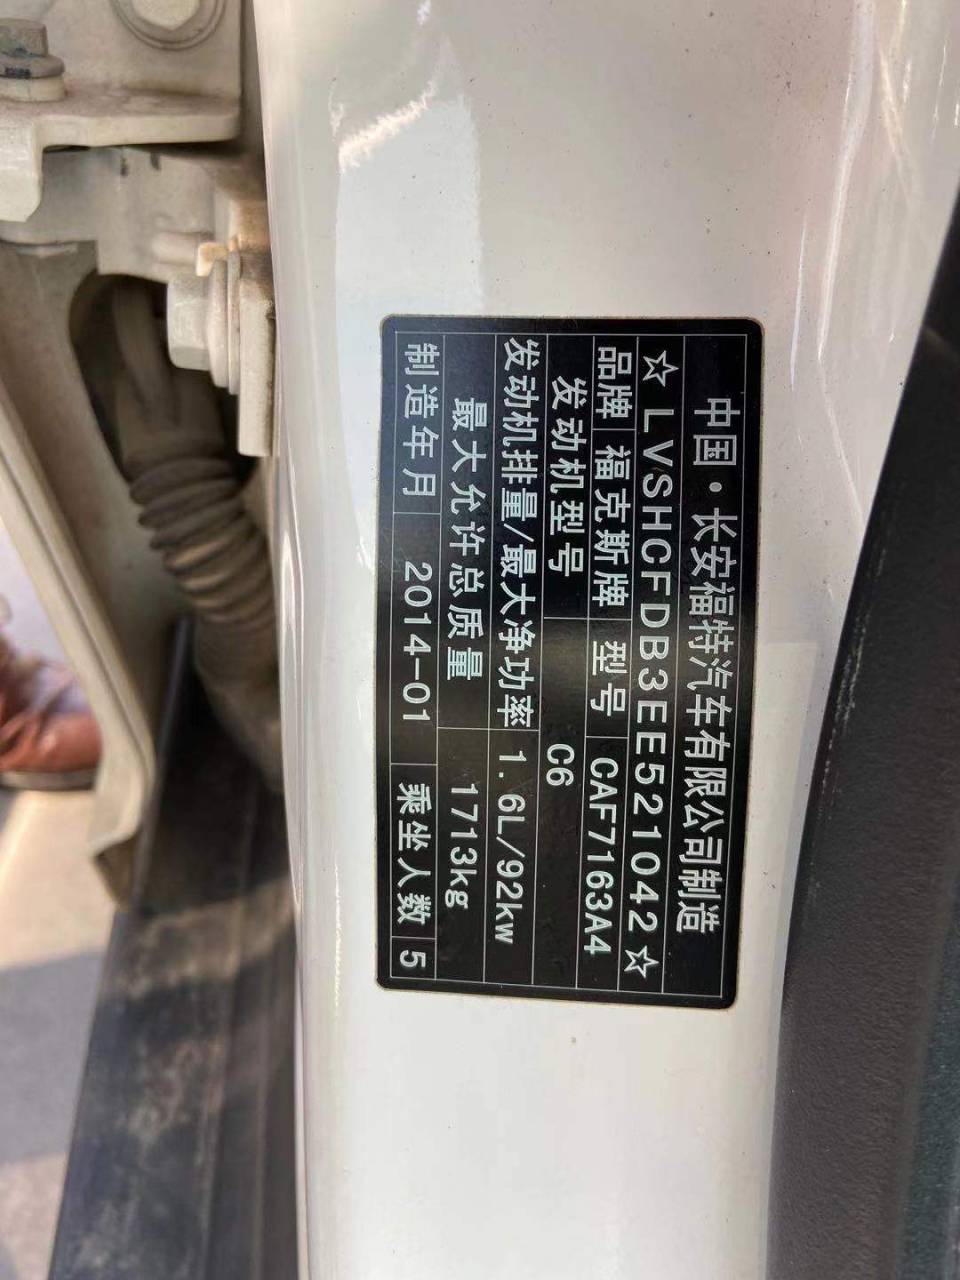 中国·长安福特汽车有限公司制造
☆LVSHCFDB3EE521042☆
品牌 福克斯牌 型号 CAF7163A4
发动机型号 C6
发动机排量/最大净功率 1.6L/92kw
最大允许总质量 1713kg
制造年月 2014-01 乘坐人数 5